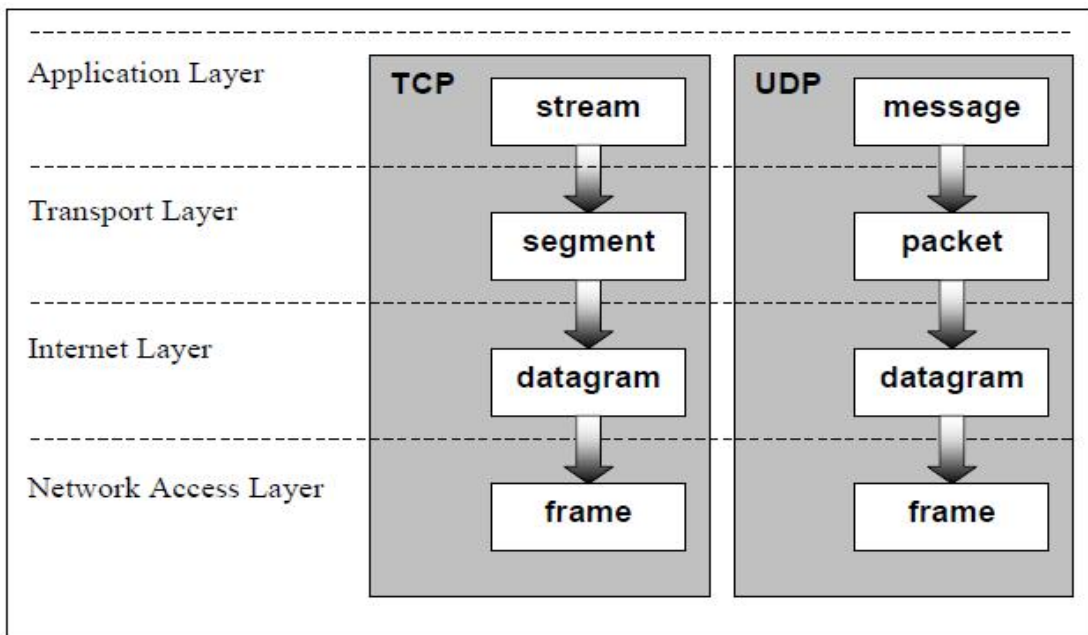 Application Layer
TCP
stream
UDP
message
Transport Layer
segment
packet
Internet Layer
datagram
datagram
Network Access Layer
frame
frame